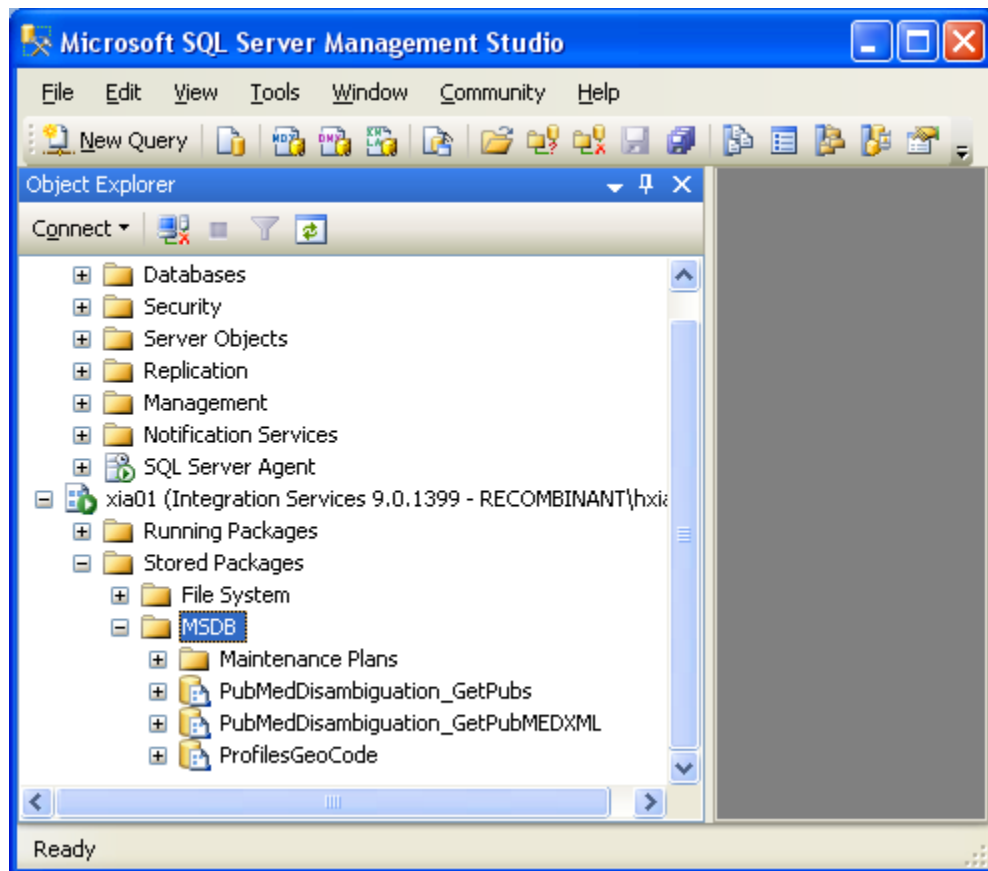 Microsoft SQL Server Management Studio
File Edit View Tools Window Community Help
New Query
Object Explorer
Connect
Databases
Security
Server Objects
Replication
Management
Notification Services
SQL Server Agent
xia01 (Integration Services 9.0.1399 - RECOMBINANT\hxia
Running Packages
Stored Packages
File System
MSDB
Maintenance Plans
PubMedDisambiguation_GetPubs
PubMedDisambiguation_GetPubMEDXML
ProfilesGeoCode
Ready